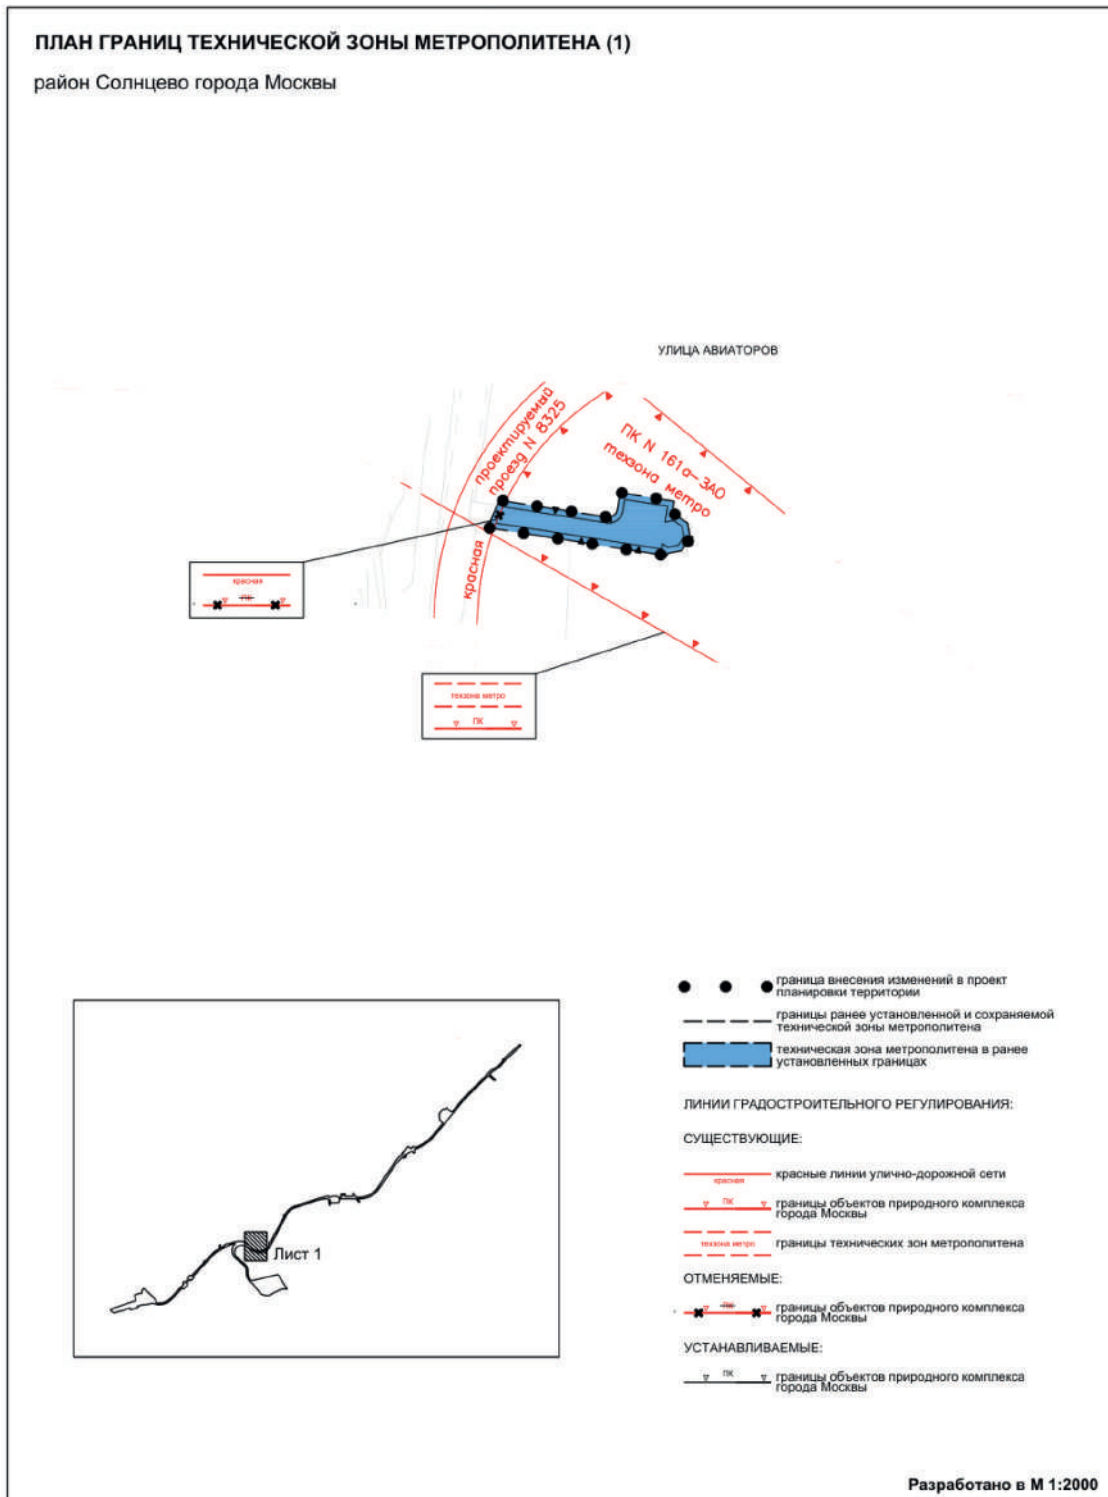 ПЛАН ГРАНИЦ ТЕХНИЧЕСКОЙ ЗОНЫ МЕТРОПОЛИТЕНА (1)
район Солнцево города Москвы
УЛИЦА АВИАТОРОВ
проектируемый
проезд N 8325
ПК N 161а-ЗАО
техзона метро
красная
красная
ПК
техзона метро
ПК
Лист 1
граница внесения изменений в проект
планировки территории
границы ранее установленной и сохраняемой
технической зоны метрополитена
техническая зона метрополитена в ранее
установленных границах
ЛИНИИ ГРАДОСТРОИТЕЛЬНОГО РЕГУЛИРОВАНИЯ:
СУЩЕСТВУЮЩИЕ:
красная
красные линии улично-дорожной сети
ПК
границы объектов природного комплекса
города Москвы
техзона метро
границы технических зон метрополитена
ОТМЕНЯЕМЫЕ:
ПК
границы объектов природного комплекса
города Москвы
УСТАНАВЛИВАЕМЫЕ:
ПК
границы объектов природного комплекса
города Москвы
Разработано в М 1:2000